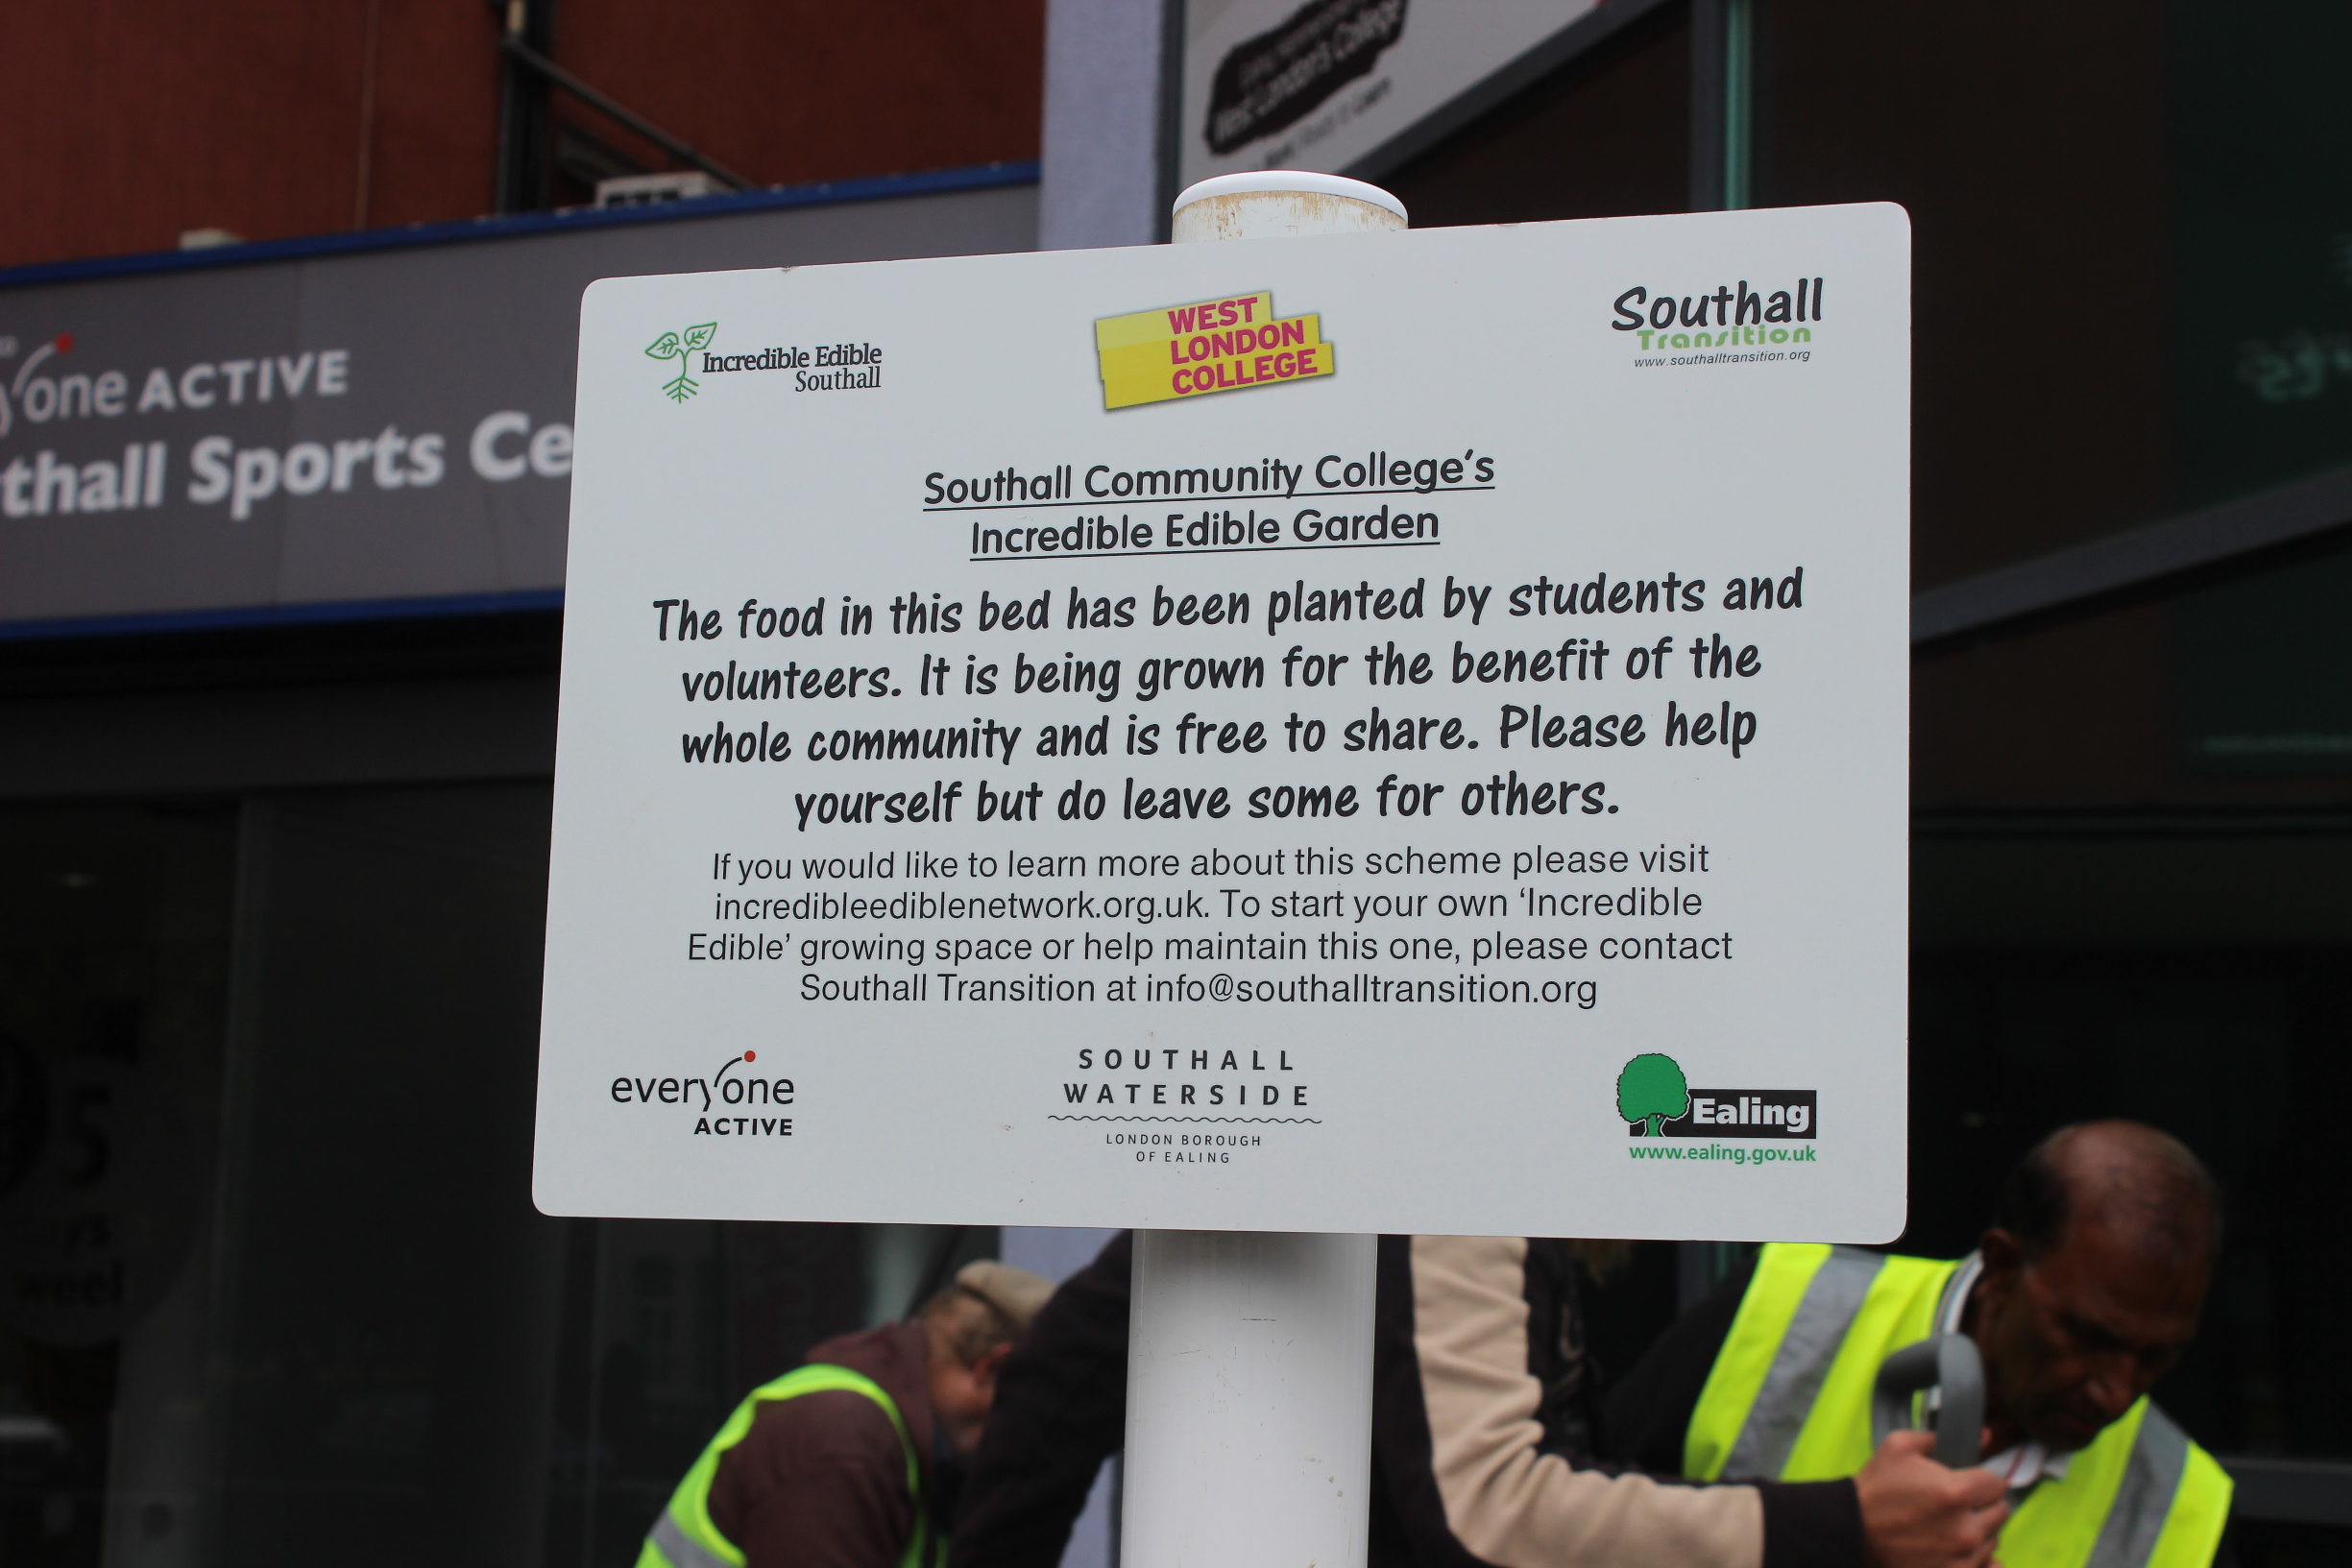 West London's College
one ACTIVE
thall Sports Ce
Incredible Edible
Southall
WEST
LONDON
COLLEGE
Southall
Transition
www.southalltransition.org
Southall Community College's
Incredible Edible Garden
The food in this bed has been planted by students and
volunteers. It is being grown for the benefit of the
whole community and is free to share. Please help
yourself but do leave some for others.
If you would like to learn more about this scheme please visit
incredibleediblenetwork.org.uk. To start your own ‘Incredible
Edible’ growing space or help maintain this one, please contact
Southall Transition at info@southalltransition.org
everyone
ACTIVE
SOUTHALL
WATERSIDE
LONDON BOROUGH
OF EALING
Ealing
www.ealing.gov.uk